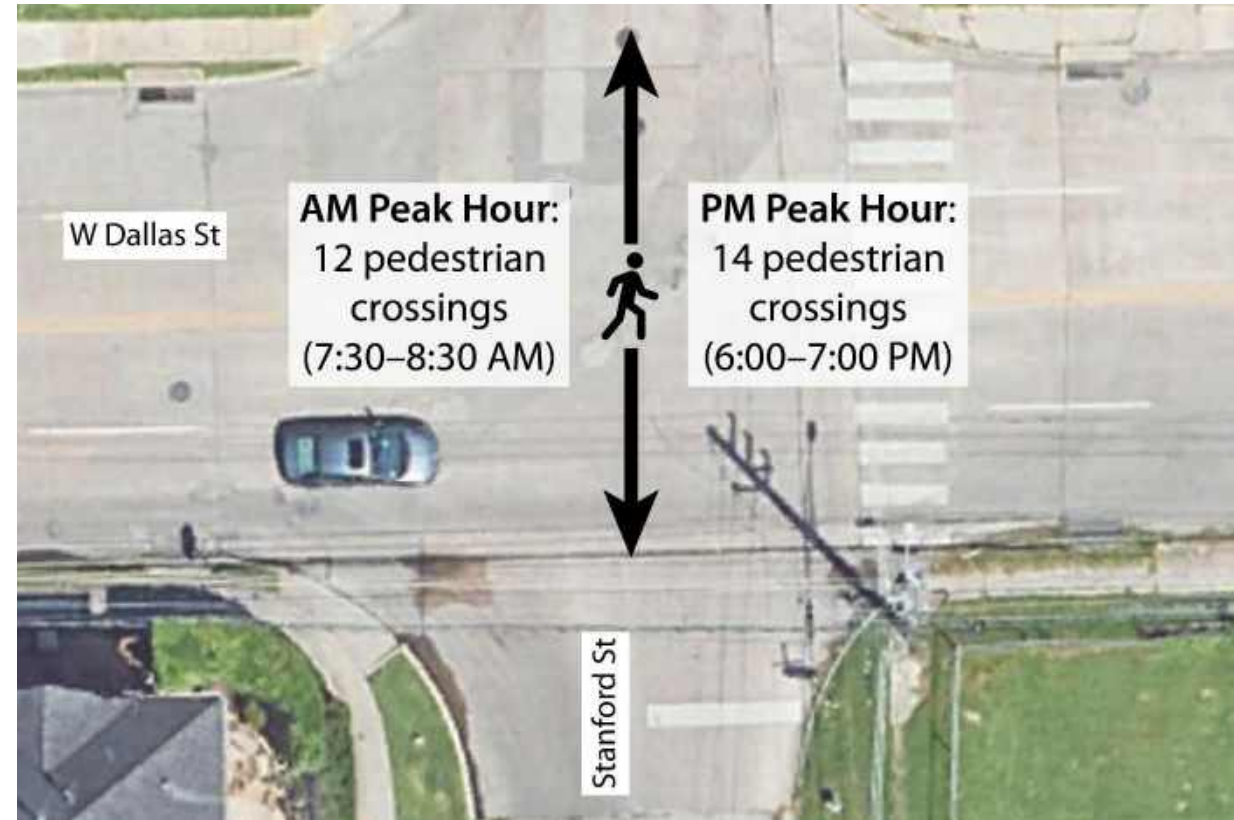 W Dallas St
AM Peak Hour:
12 pedestrian
crossings
(7:30–8:30 AM)
PM Peak Hour:
14 pedestrian
crossings
(6:00–7:00 PM)
Stanford St